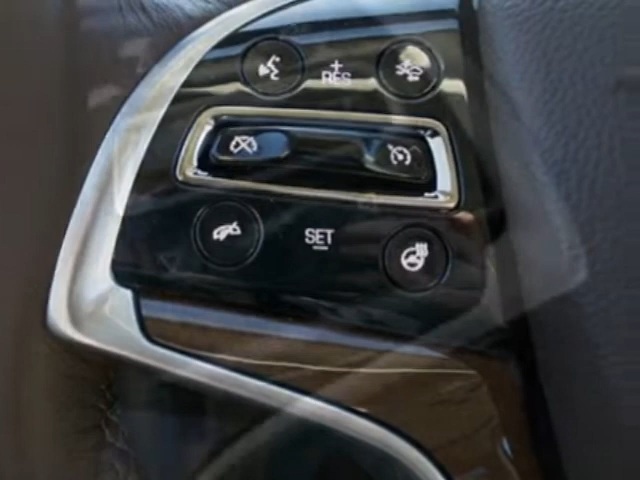 +
RES
SET
—